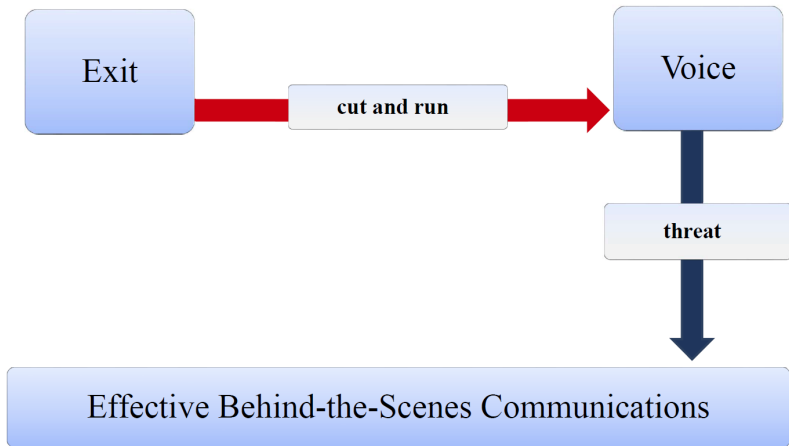 Exit
Voice
cut and run
threat
Effective Behind-the-Scenes Communications